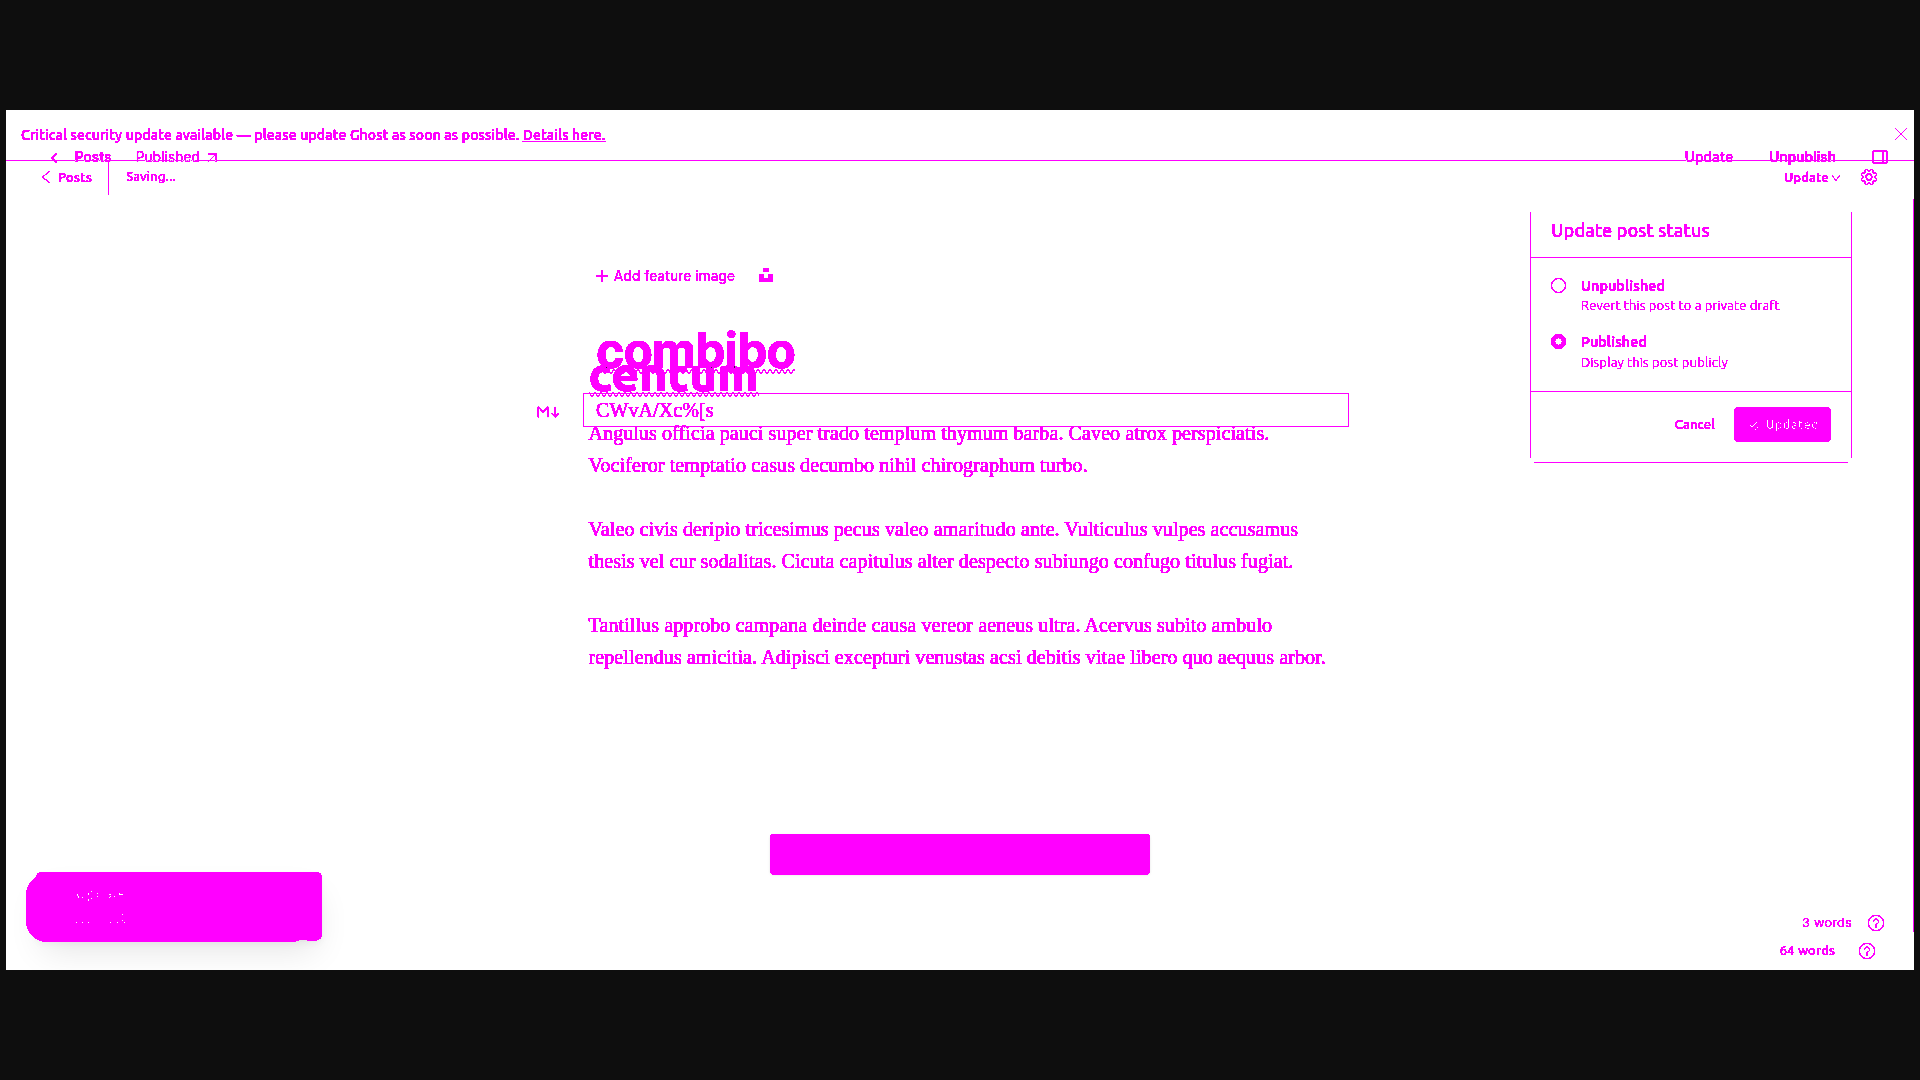 Critical security update available — please update Ghost as soon as possible. Details here.
Posts Published Update Unpublish
Posts Saving... Update
Update post status
Add feature image
Unpublished
Revert this post to a private draft
combibo
centum
Published
Display this post publicly
CWvA/Xc%[s
Cancel Updated
Angulus officia pauci super trado templum thymum barba. Caveo atrox perspiciatis.
Vociferor temptatio casus decumbo nihil chirographum turbo.
Valeo civis deripio tricesimus pecus valeo amaritudo ante. Vulticulus vulpes accusamus
thesis vel cur sodalitas. Cicuta capitulus alter despecto subiungo confugo titulus fugiat.
Tantillus approbo campana deinde causa vereor aeneus ultra. Acervus subito ambulo
repellendus amicitia. Adipisci excepturi venustas acsi debitis vitae libero quo aequus arbor.
3 words
64 words